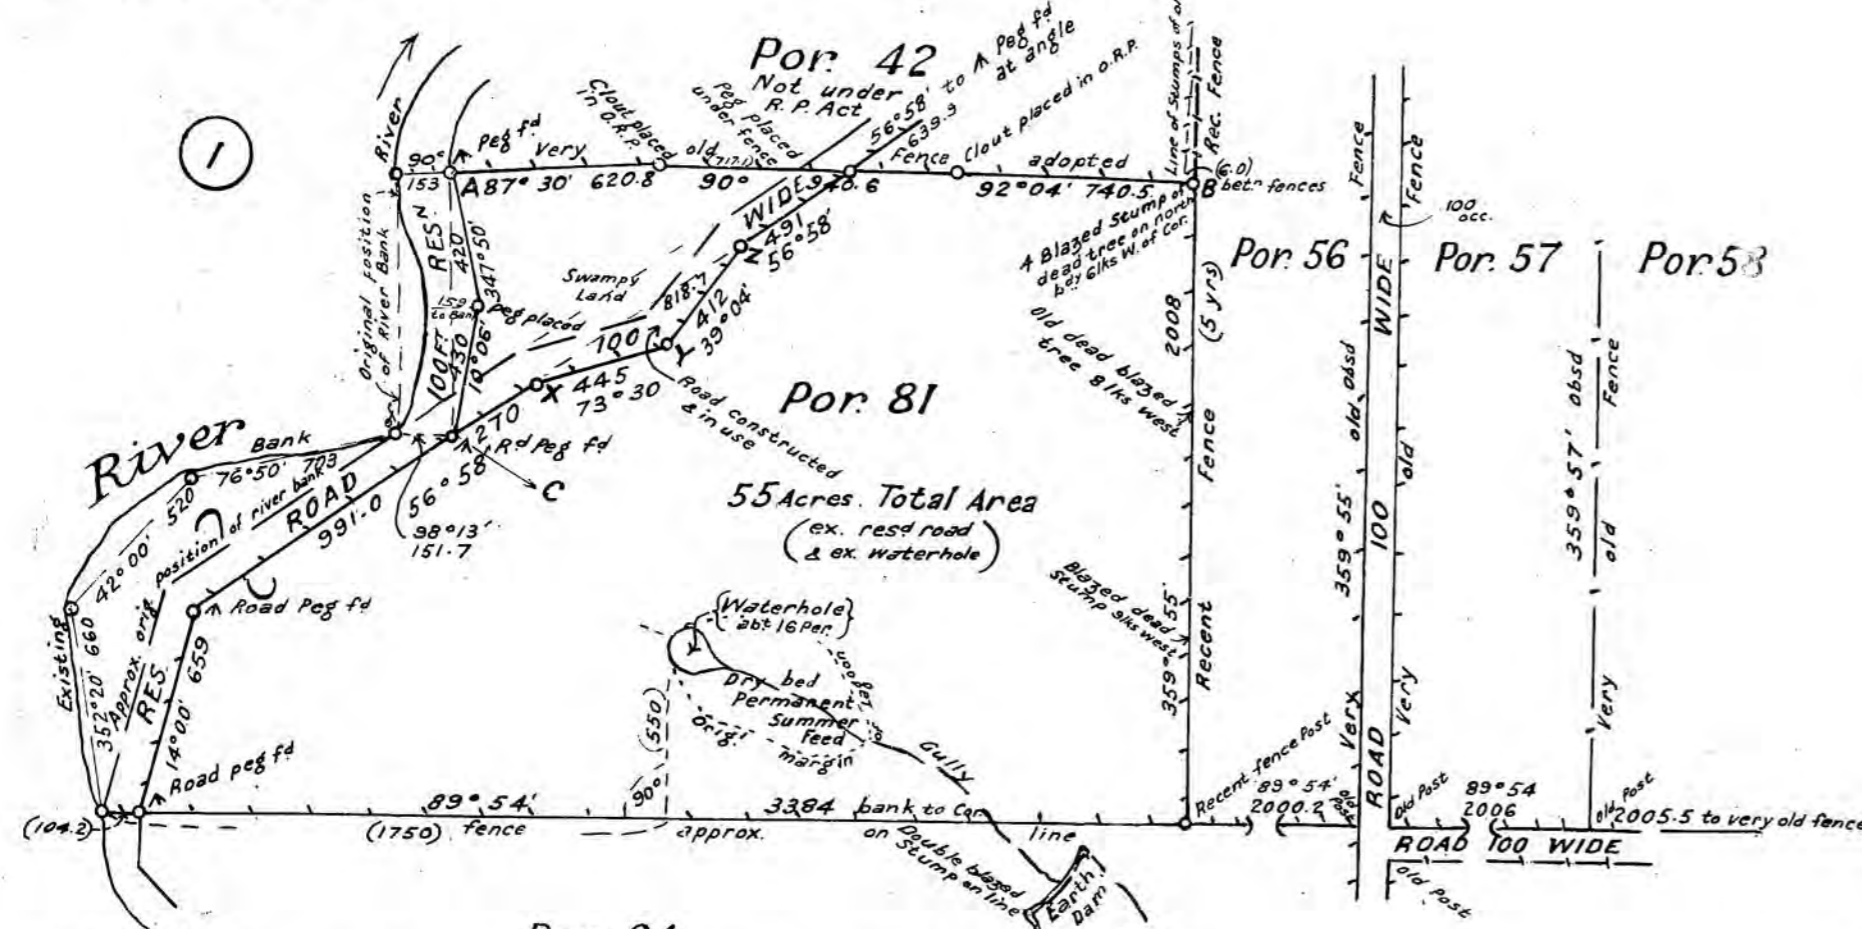 1
River
Por. 42
Not under
R. P. Act
Clout placed
in O.R.P.
Peg placed
under fence
56°58' to Peg fd
at angle
639.9
Clout placed in O.R.P.
Line of Stumps of
Rec. Fence
Peg fd
Very
old
(717.1)
Fence
adopted
(6.0)
B betn fences
90°
153
A 87° 30' 620.8
90°
940.6
92°04' 740.5
Original Position
of River Bank
100FT. RES.N
420
347°50'
159
to Bank
peg placed
430
10°06'
Swampy
Land
WIDE
Z
491
56°58'
818.7
412
39°04'
100
Y
X
445
73°30
Road constructed
& in use
270
Rd Peg fd
C
98°13'
151.7
4 Blazed Stump of
dead tree on north
bdy 6lks W. of Cor.
Old dead blazed
tree 8lks west
2008
(5 yrs)
Fence
Recent
359°55'
Blazed dead
stump 9lks west
Por. 56
Por. 57
Por. 58
100
occ.
Fence
Fence
WIDE
100
ROAD
359°55' old obsd
Very
old
Very
359°57' obsd
Fence
old
Very
Por. 81
55 Acres. Total Area
(ex. resd road
& ex. waterhole)
River
Bank
76°50' 703
520
42°00'
Approx. orig. position of river bank
ROAD
991.0
56°58'
Road Peg fd
Existing
352°20' 660
RES.
14°00' 659
Road peg fd
{Waterhole}
{abt 16 Per.}
Dry bed
Permanent
Summer
Feed
Orig.
margin
Gully
(550)
90°
(104.2)
89°54'
(1750) fence
approx.
3384 bank to Cor.
on
line
Double blazed
Stump on line
Earth
Dam
Recent fence Post
89°54'
2000.2
old
Post
Old Post
89°54
2006
old Post
2005.5 to very old fence
ROAD 100 WIDE
old Post